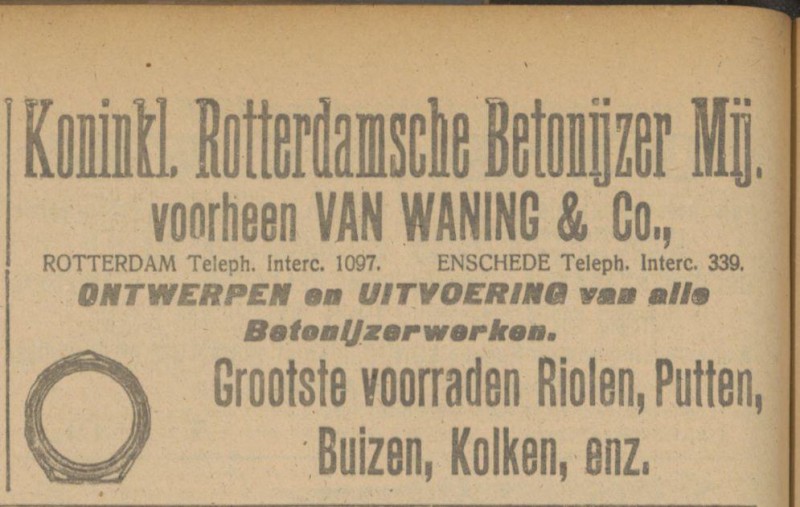 Koninkl. Rotterdamsche Betonijzer Mij.
voorheen VAN WANING & Co.,
ROTTERDAM Teleph. Interc. 1097. ENSCHEDE Teleph. Interc. 339.
ONTWERPEN en UITVOERING van alle
Betonijzerwerken.
Grootste voorraden Riolen, Putten,
Buizen, Kolken, enz.